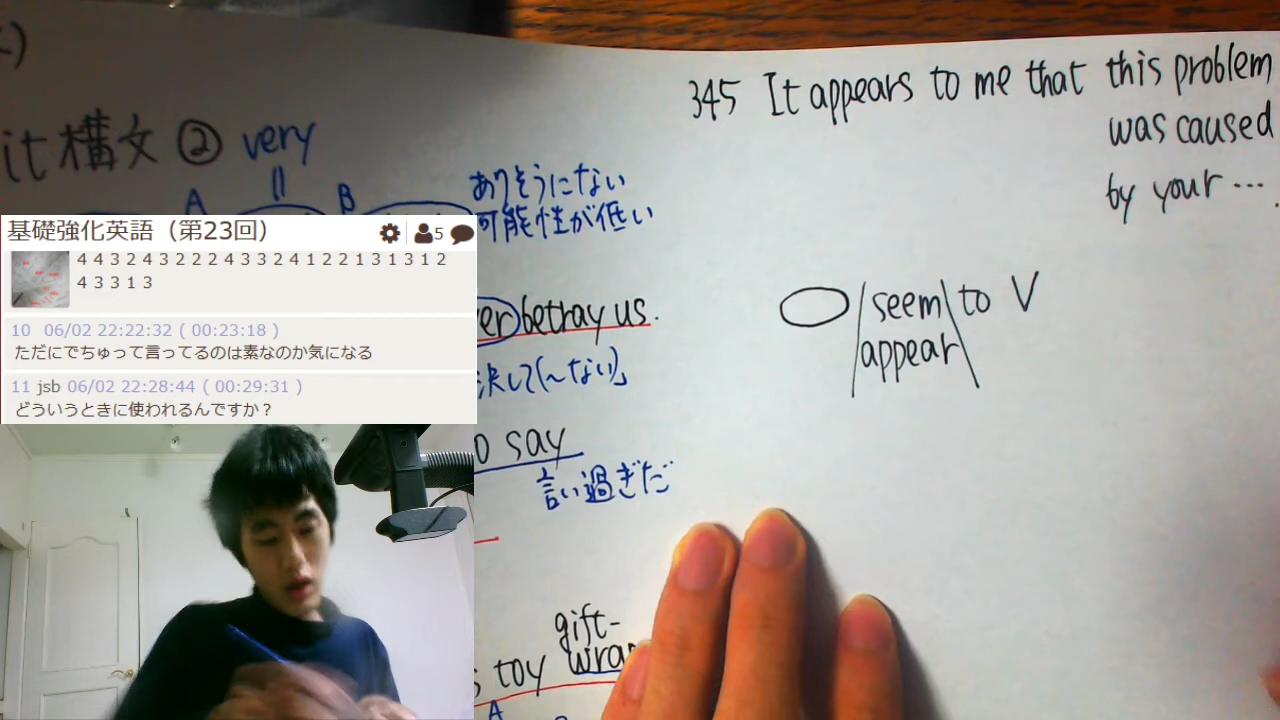 345 It appears to me that this problem
was caused
by your ...
it構文 ② very
A
B
ありそうにない
可能性が低い
基礎強化英語（第23回）
5
4 4 3 2 4 3 2 2 2 4 3 3 2 4 1 2 2 1 3 1 3 1 2
4 3 3 1 3
10 06/02 22:22:32 ( 00:23:18 )
ただにでちゅって言ってるのは素なのか気になる
11 jsb 06/02 22:28:44 ( 00:29:31 )
どういうときに使われるんですか？
seem to V
appear
er betray us.
決して(〜ない)」
o say
言い過ぎだ
gift-
s toy wrap
A